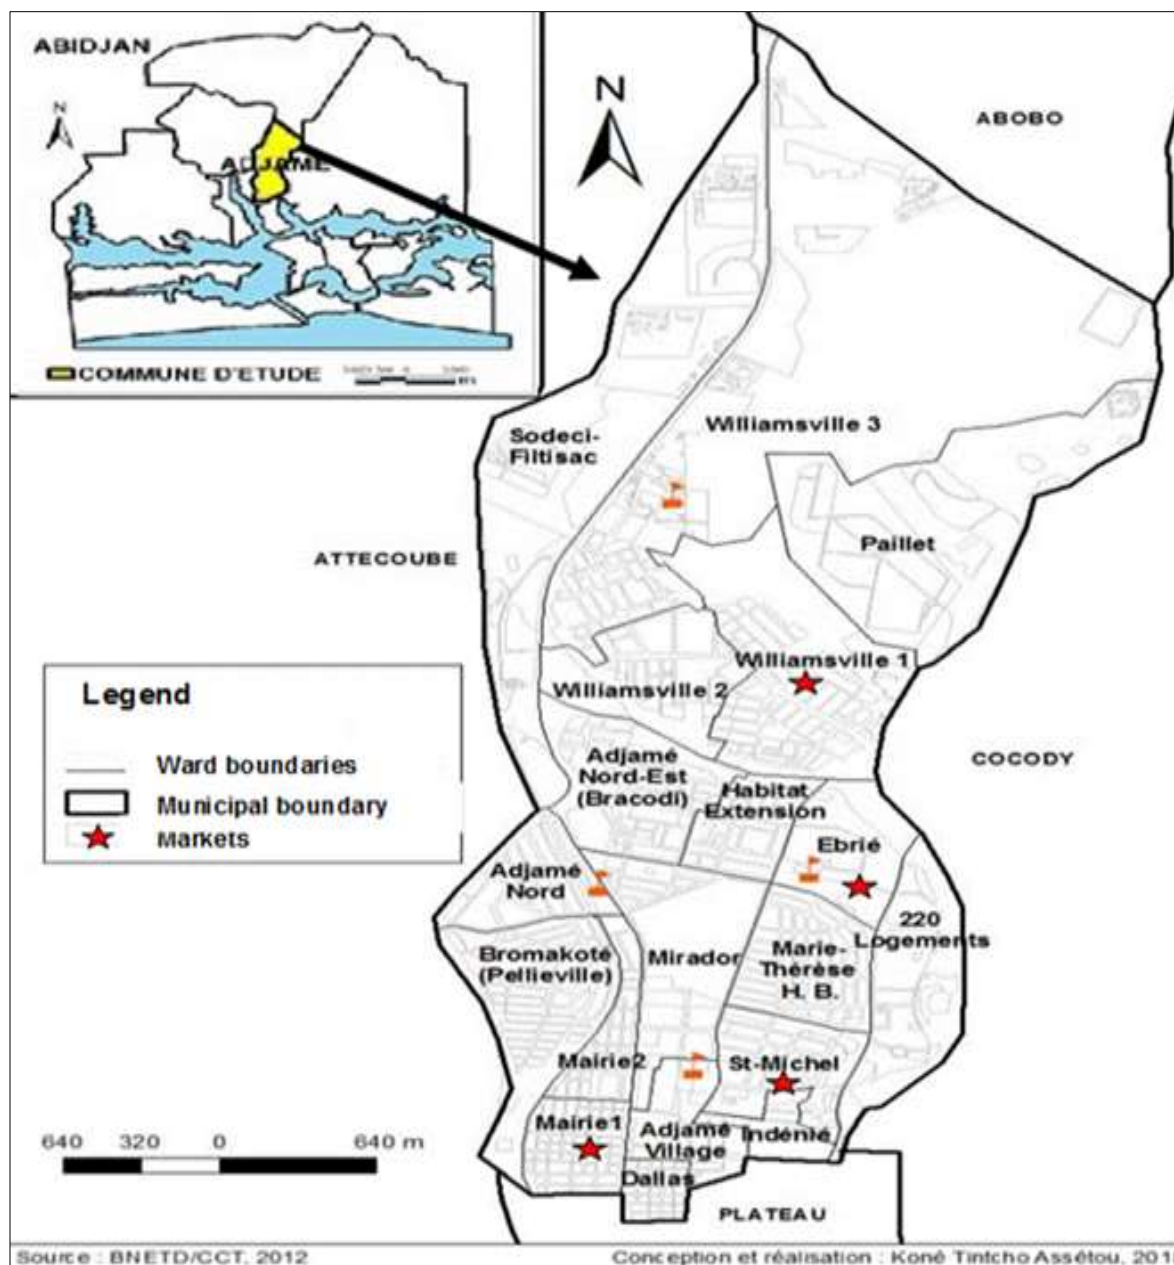 ABIDJAN
N
ADJAME
COMMUNE D'ETUDE
N
ABOBO
Williamsville 3
Sodeci-
Filtisac
Paillet
ATTECOUBE
Williamsville 1
Williamsville 2
Legend
Ward boundaries
Municipal boundary
Markets
COCODY
Adjamé
Nord-Est
(Bracodi)
Habitat
Extension
Ebrié
Adjamé
Nord
220
Logements
Bromakoté
(Pellieville)
Mirador
Marie-
Thérèse
H. B.
Mairie2
St-Michel
Mairie1
Adjamé
Village
Indénié
Dallas
640 320 0 640 m
PLATEAU
Source : BNETD/CCT, 2012
Conception et réalisation : Koné Tintcho Assétou, 201